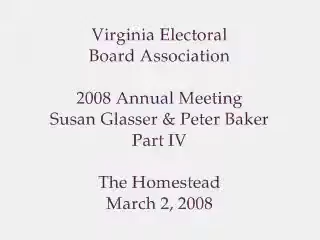 Virginia Electoral
Board Association
2008 Annual Meeting
Susan Glasser & Peter Baker
Part IV
The Homestead
March 2, 2008